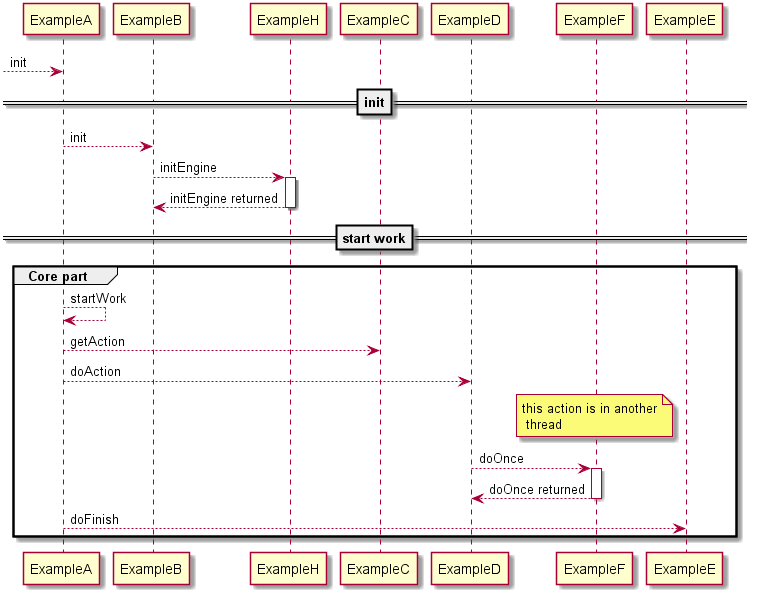 ExampleA ExampleB ExampleH ExampleC ExampleD ExampleF ExampleE
init
init
init
initEngine
initEngine returned
start work
Core part
startWork
getAction
doAction
this action is in another
thread
doOnce
doOnce returned
doFinish
ExampleA ExampleB ExampleH ExampleC ExampleD ExampleF ExampleE